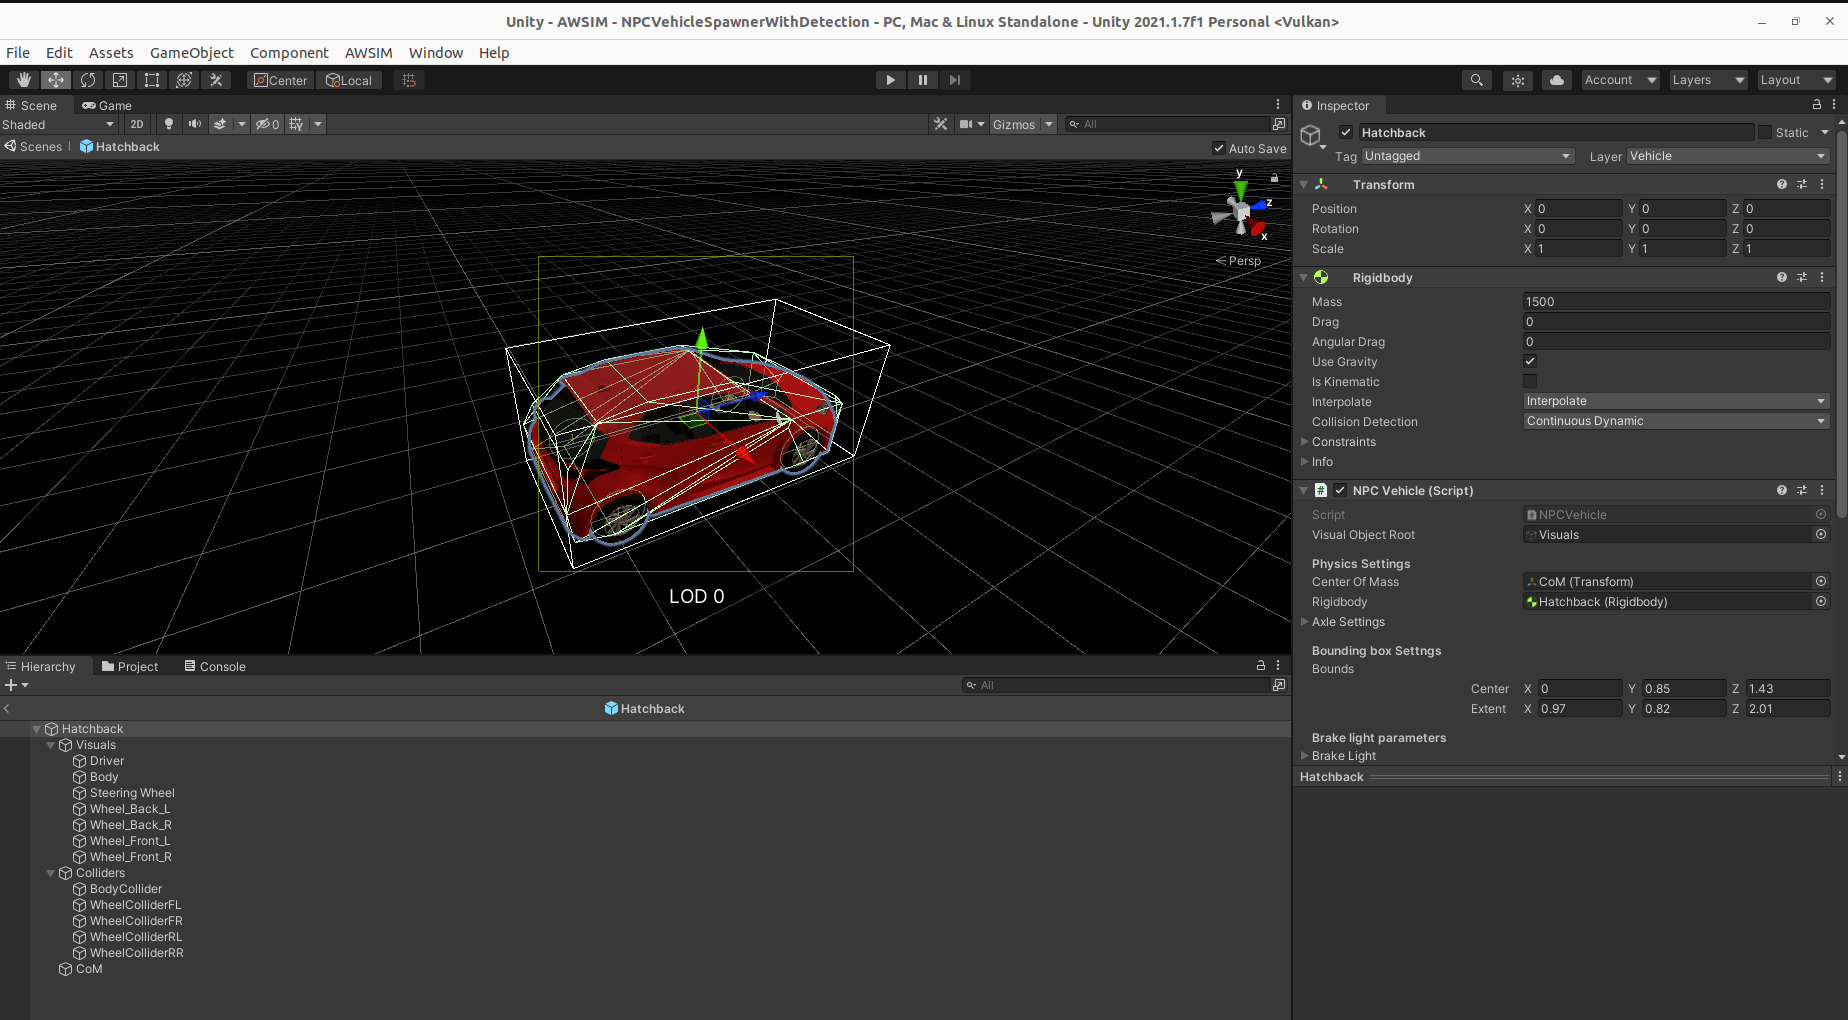 Unity - AWSIM - NPCVehicleSpawnerWithDetection - PC, Mac & Linux Standalone - Unity 2021.1.7f1 Personal <Vulkan>
File Edit Assets GameObject Component AWSIM Window Help
Center Local Account Layers Layout
Scene Game
Shaded 2D 0 Gizmos All
Scenes Hatchback Auto Save
y
z
x
Persp
LOD 0
Hierarchy Project Console
All
Hatchback
Hatchback
Visuals
Driver
Body
Steering Wheel
Wheel_Back_L
Wheel_Back_R
Wheel_Front_L
Wheel_Front_R
Colliders
BodyCollider
WheelColliderFL
WheelColliderFR
WheelColliderRL
WheelColliderRR
CoM
Inspector
Hatchback Static
Tag Untagged Layer Vehicle
Transform
Position X 0 Y 0 Z 0
Rotation X 0 Y 0 Z 0
Scale X 1 Y 1 Z 1
Rigidbody
Mass 1500
Drag 0
Angular Drag 0
Use Gravity
Is Kinematic
Interpolate Interpolate
Collision Detection Continuous Dynamic
Constraints
Info
NPC Vehicle (Script)
Script NPCVehicle
Visual Object Root Visuals
Physics Settings
Center Of Mass CoM (Transform)
Rigidbody Hatchback (Rigidbody)
Axle Settings
Bounding box Settngs
Bounds
Center X 0 Y 0.85 Z 1.43
Extent X 0.97 Y 0.82 Z 2.01
Brake light parameters
Brake Light
Hatchback